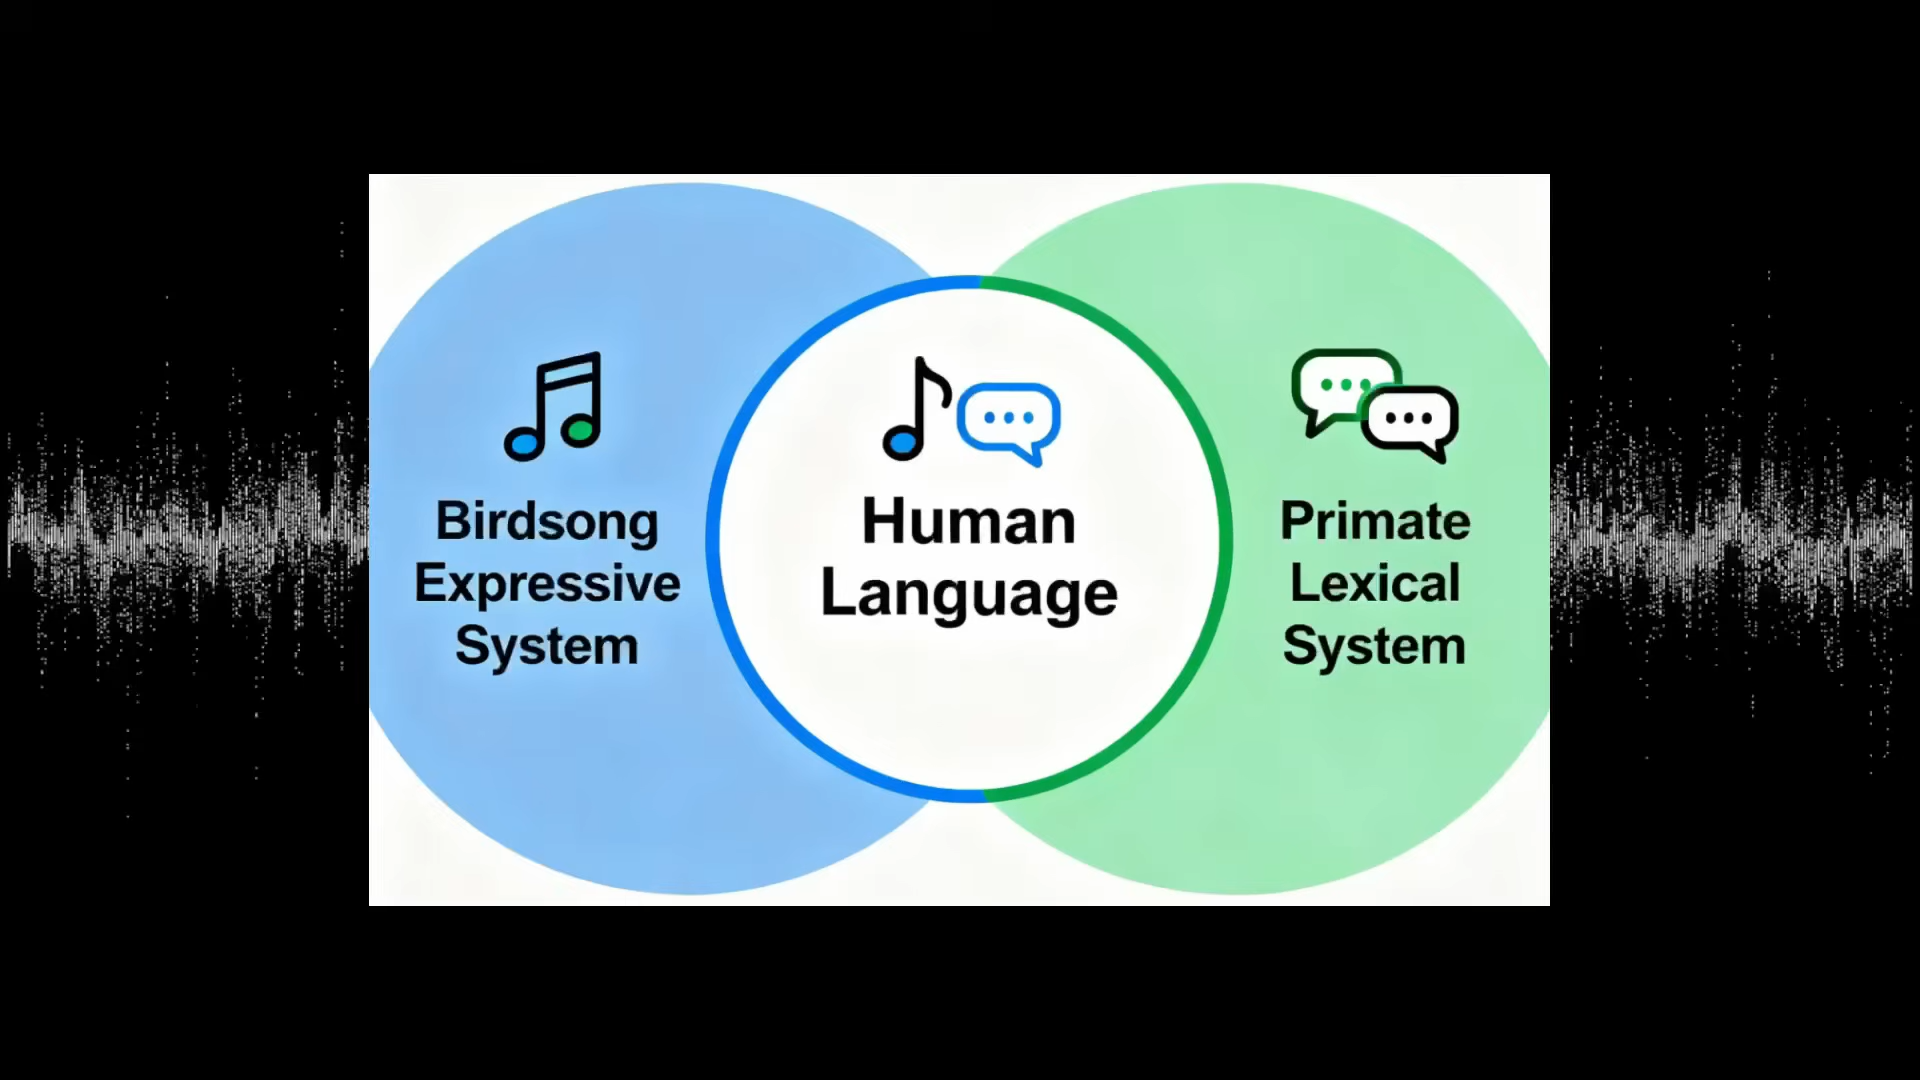 Birdsong
Expressive
System
Human
Language
Primate
Lexical
System